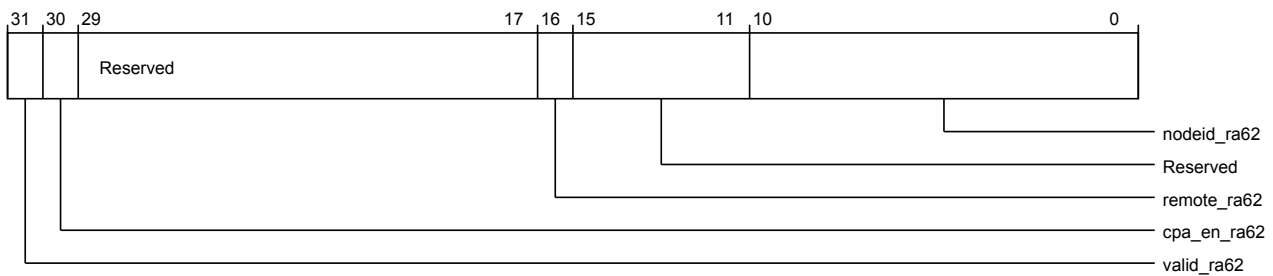 31 30 29 17 16 15 11 10 0
Reserved
nodeid_ra62
Reserved
remote_ra62
cpa_en_ra62
valid_ra62